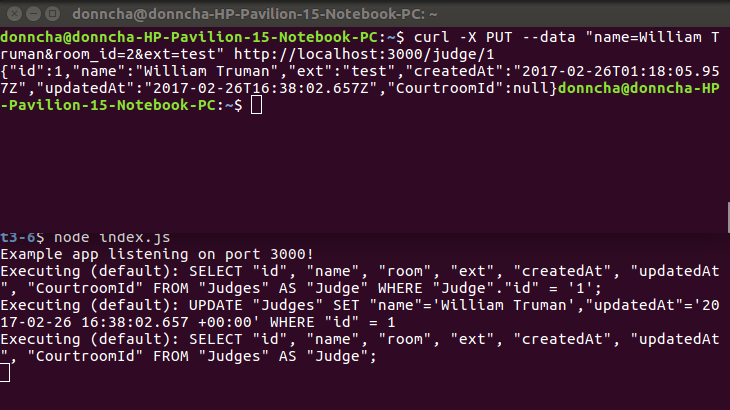 donncha@donncha-HP-Pavilion-15-Notebook-PC: ~
donncha@donncha-HP-Pavilion-15-Notebook-PC:~$ curl -X PUT --data "name=William T
ruman&room_id=2&ext=test" http://localhost:3000/judge/1
{"id":1,"name":"William Truman","ext":"test","createdAt":"2017-02-26T01:18:05.95
7Z","updatedAt":"2017-02-26T16:38:02.657Z","CourtroomId":null}donncha@donncha-HP
-Pavilion-15-Notebook-PC:~$
t3-6$ node index.js
Example app listening on port 3000!
Executing (default): SELECT "id", "name", "room", "ext", "createdAt", "updatedAt
", "CourtroomId" FROM "Judges" AS "Judge" WHERE "Judge"."id" = '1';
Executing (default): UPDATE "Judges" SET "name"='William Truman',"updatedAt"='20
17-02-26 16:38:02.657 +00:00' WHERE "id" = 1
Executing (default): SELECT "id", "name", "room", "ext", "createdAt", "updatedAt
", "CourtroomId" FROM "Judges" AS "Judge";